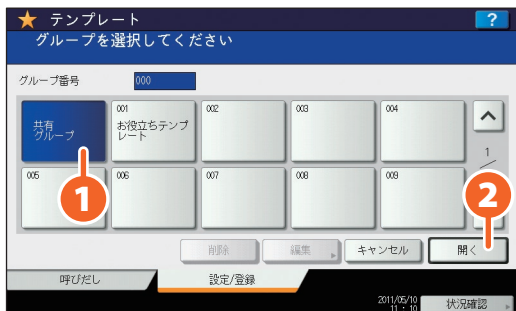 テンプレート
?
グループを選択してください
グループ番号 000
共有
グループ
001
お役立ちテンプ
レート
002
003
004
1
005
006
007
008
009
1
2
削除
編集
キャンセル
開く
呼びだし
設定/登録
2011/05/10
11 : 10
状況確認